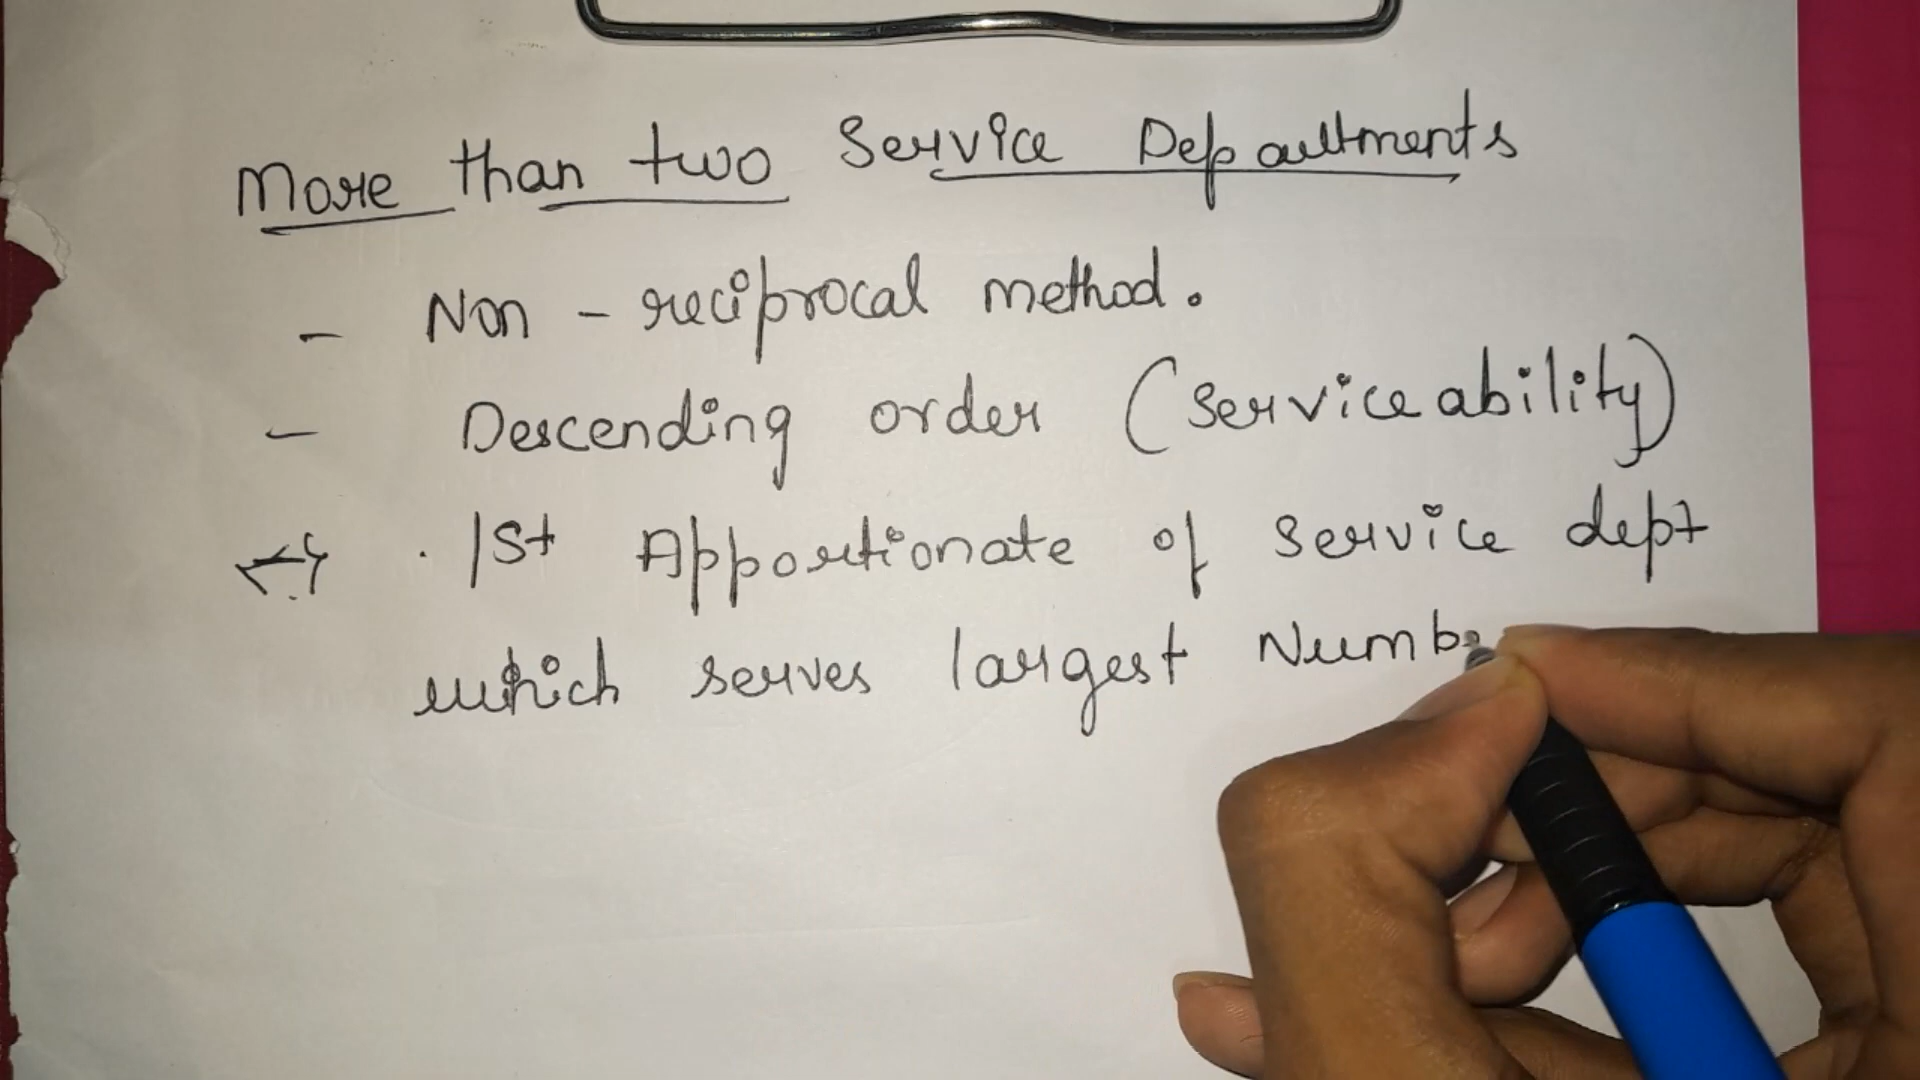 More than two Service Departments
- Non - reciprocal method.
- Descending order (serviceability)
. 1st Apportionate of service dept
which serves largest Numb